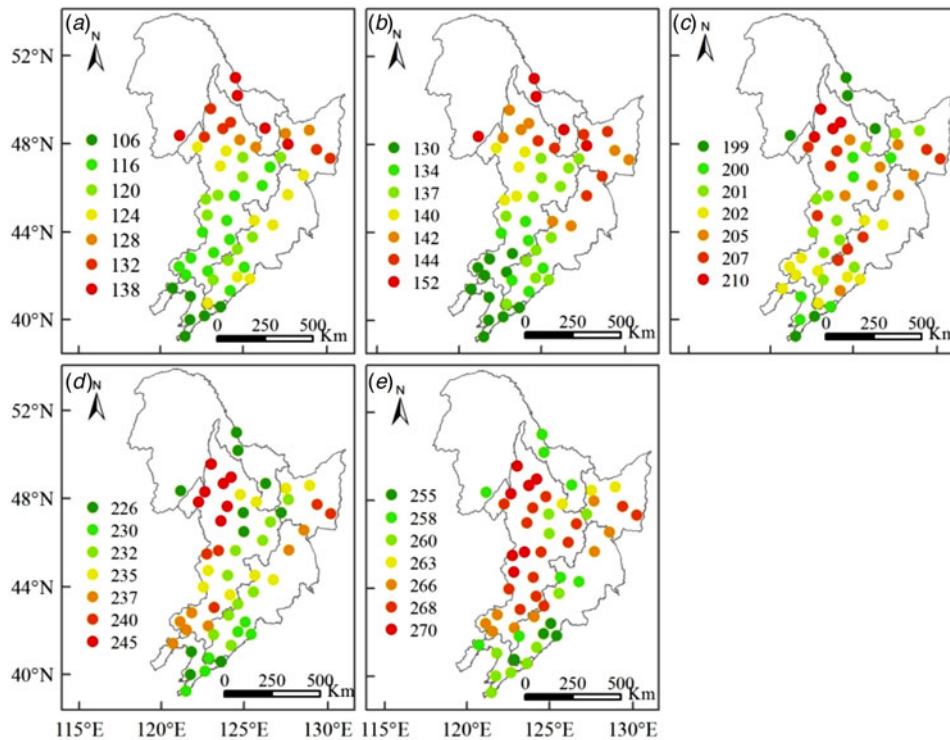 (a) (b) (c)
52°N N N N
48°N
44°N
40°N
106
116
120
124
128
132
138
0 250 500 Km
130
134
137
140
142
144
152
0 250 500 Km
199
200
201
202
205
207
210
0 250 500 Km
(d) (e)
52°N N N
48°N
44°N
40°N
226
230
232
235
237
240
245
0 250 500 Km
255
258
260
263
266
268
270
0 250 500 Km
115°E 120°E 125°E 130°E 120°E 125°E 130°E